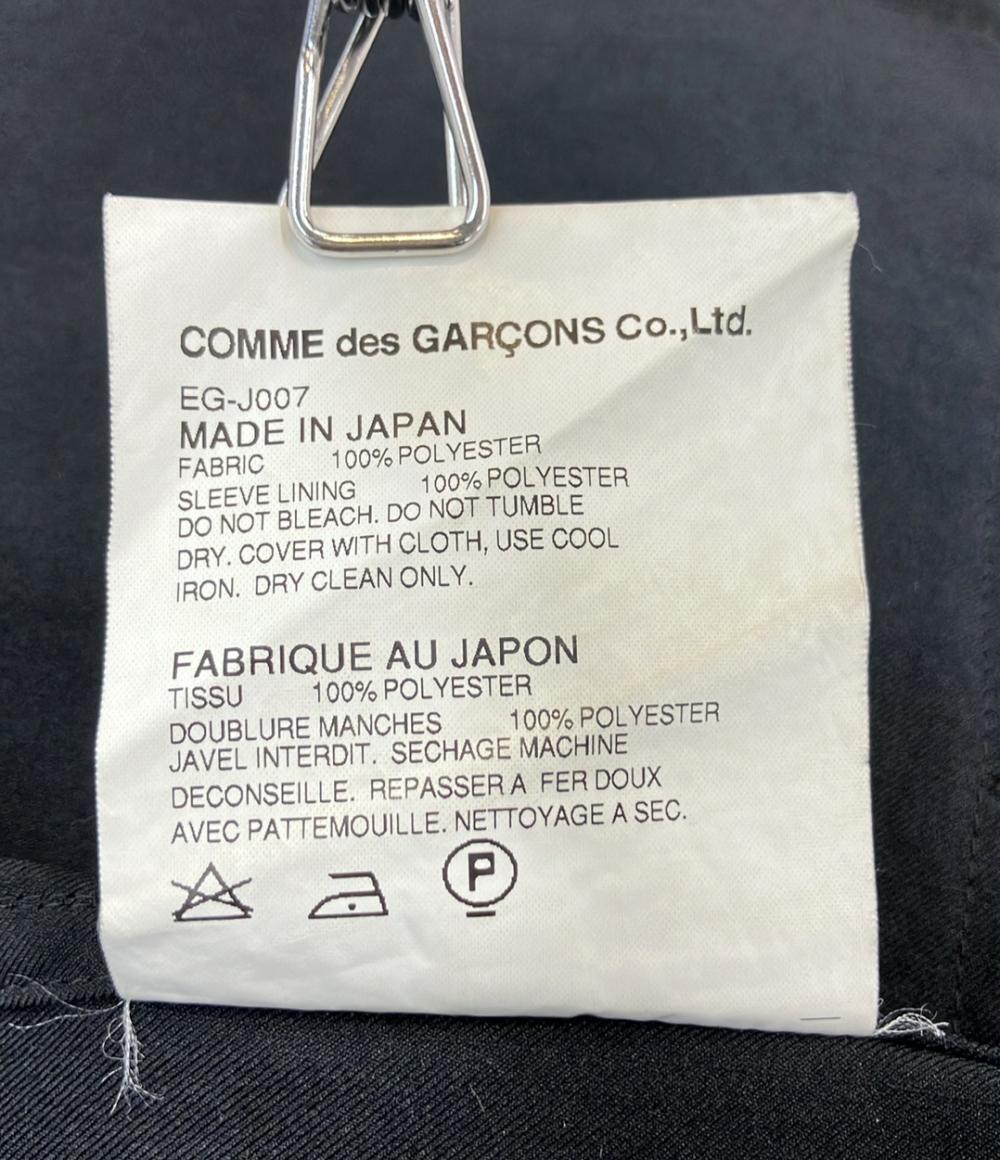 COMME des GARÇONS Co.,Ltd.
EG-J007
MADE IN JAPAN
FABRIC 100% POLYESTER
SLEEVE LINING 100% POLYESTER
DO NOT BLEACH. DO NOT TUMBLE
DRY. COVER WITH CLOTH, USE COOL
IRON. DRY CLEAN ONLY.
FABRIQUE AU JAPON
TISSU 100% POLYESTER
DOUBLURE MANCHES 100% POLYESTER
JAVEL INTERDIT. SECHAGE MACHINE
DECONSEILLE. REPASSER A FER DOUX
AVEC PATTEMOUILLE. NETTOYAGE A SEC.
P